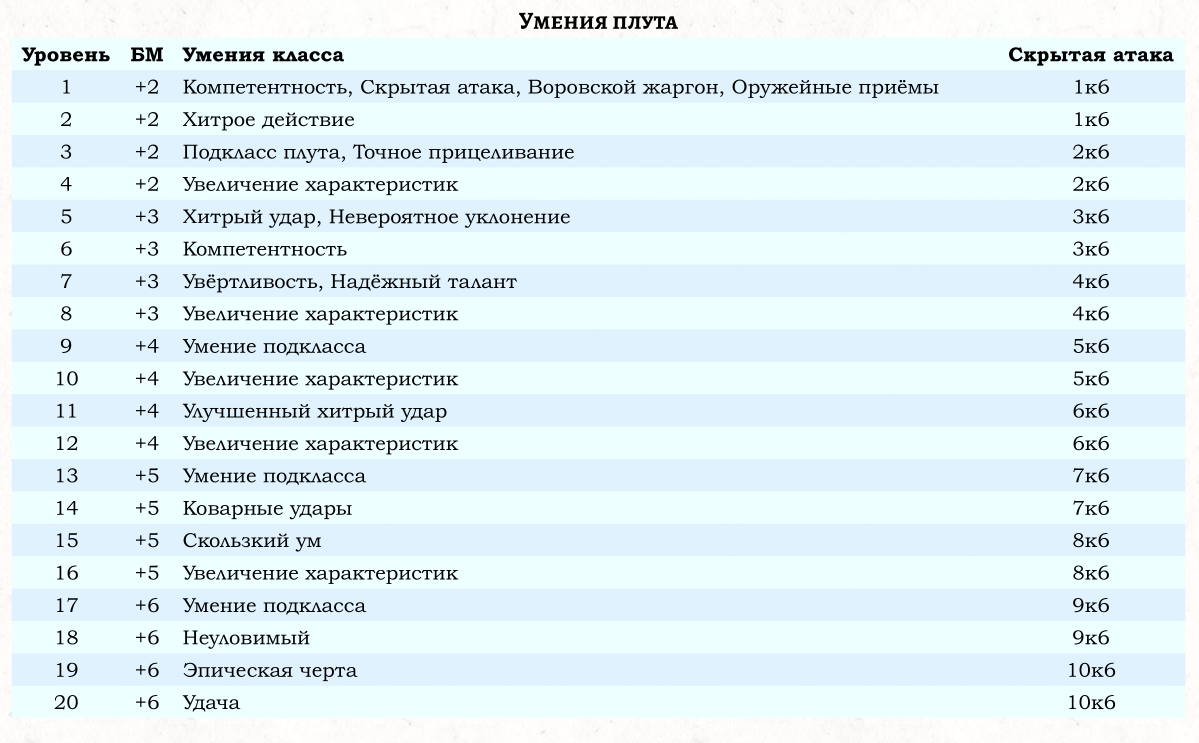 Умения плута
Уровень БМ Умения класса Скрытая атака
1 +2 Компетентность, Скрытая атака, Воровской жаргон, Оружейные приёмы 1к6
2 +2 Хитрое действие 1к6
3 +2 Подкласс плута, Точное прицеливание 2к6
4 +2 Увеличение характеристик 2к6
5 +3 Хитрый удар, Невероятное уклонение 3к6
6 +3 Компетентность 3к6
7 +3 Увёртливость, Надёжный талант 4к6
8 +3 Увеличение характеристик 4к6
9 +4 Умение подкласса 5к6
10 +4 Увеличение характеристик 5к6
11 +4 Улучшенный хитрый удар 6к6
12 +4 Увеличение характеристик 6к6
13 +5 Умение подкласса 7к6
14 +5 Коварные удары 7к6
15 +5 Скользкий ум 8к6
16 +5 Увеличение характеристик 8к6
17 +6 Умение подкласса 9к6
18 +6 Неуловимый 9к6
19 +6 Эпическая черта 10к6
20 +6 Удача 10к6